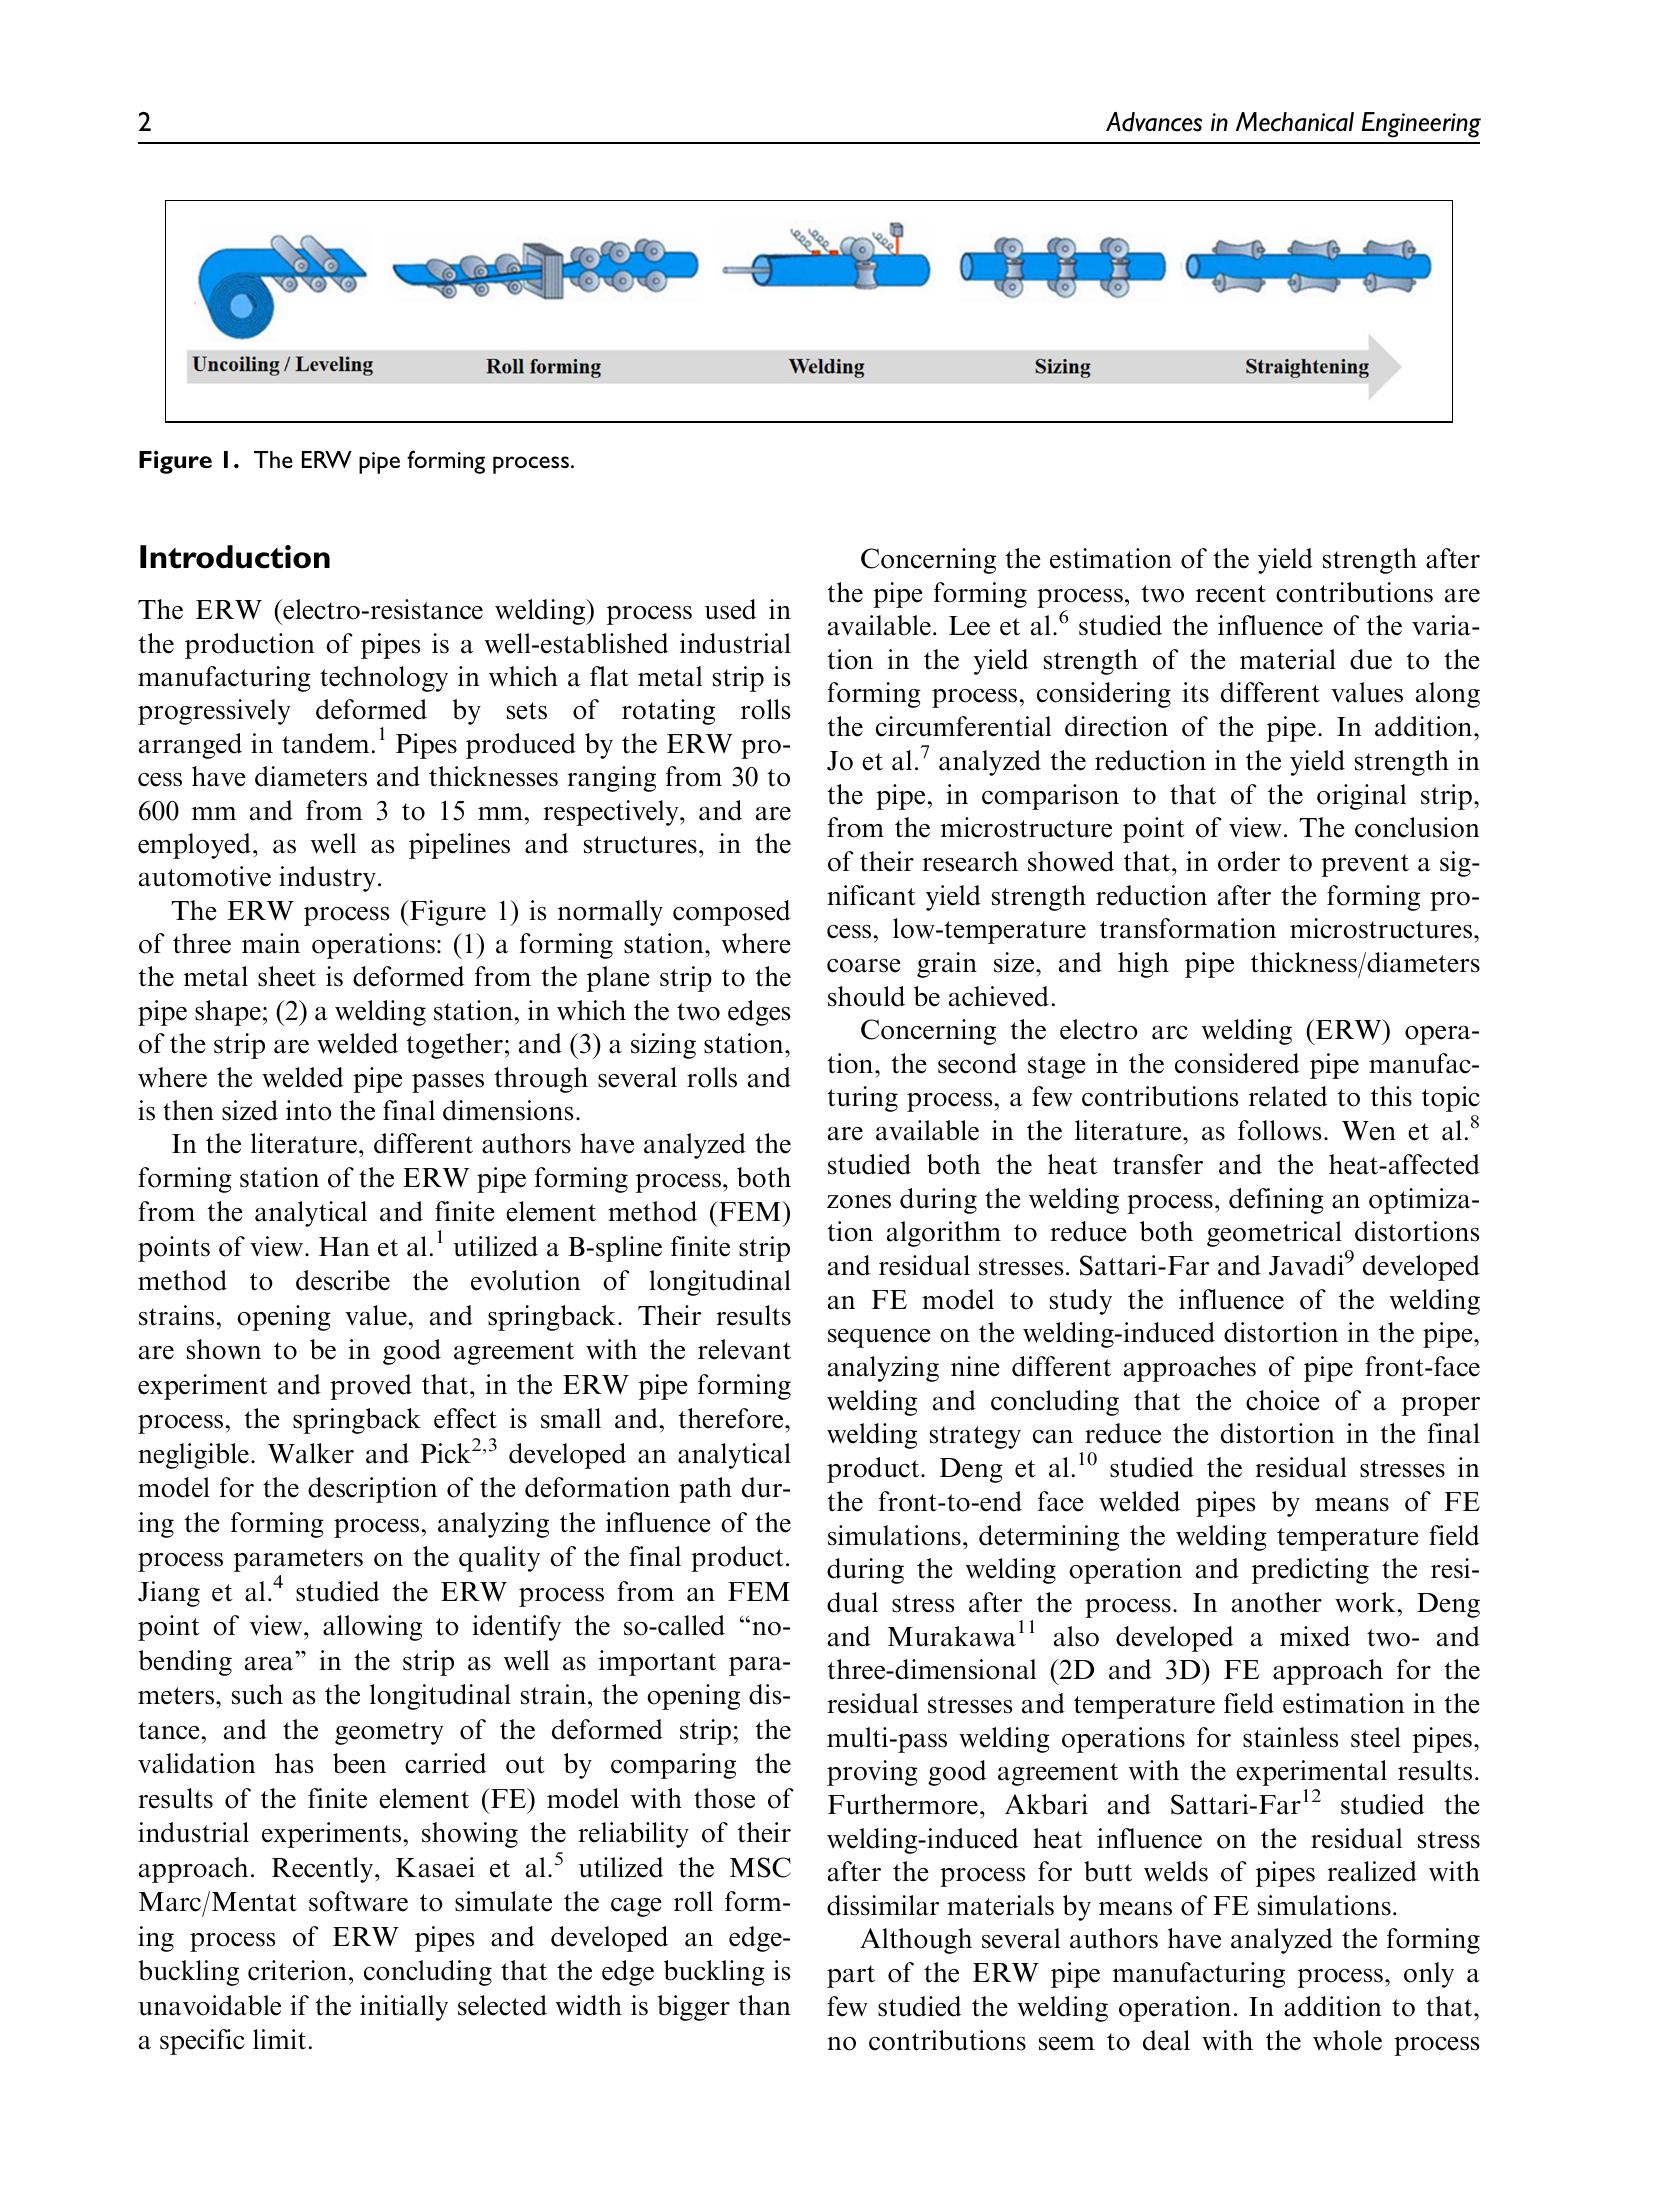 2
Advances in Mechanical Engineering
Uncoiling / Leveling
Roll forming
Welding
Sizing
Straightening
Figure 1. The ERW pipe forming process.
Introduction
The ERW (electro-resistance welding) process used in
the production of pipes is a well-established industrial
manufacturing technology in which a flat metal strip is
progressively deformed by sets of rotating rolls
arranged in tandem.1 Pipes produced by the ERW pro-
cess have diameters and thicknesses ranging from 30 to
600 mm and from 3 to 15 mm, respectively, and are
employed, as well as pipelines and structures, in the
automotive industry.
The ERW process (Figure 1) is normally composed
of three main operations: (1) a forming station, where
the metal sheet is deformed from the plane strip to the
pipe shape; (2) a welding station, in which the two edges
of the strip are welded together; and (3) a sizing station,
where the welded pipe passes through several rolls and
is then sized into the final dimensions.
In the literature, different authors have analyzed the
forming station of the ERW pipe forming process, both
from the analytical and finite element method (FEM)
points of view. Han et al.1 utilized a B-spline finite strip
method to describe the evolution of longitudinal
strains, opening value, and springback. Their results
are shown to be in good agreement with the relevant
experiment and proved that, in the ERW pipe forming
process, the springback effect is small and, therefore,
negligible. Walker and Pick2,3 developed an analytical
model for the description of the deformation path dur-
ing the forming process, analyzing the influence of the
process parameters on the quality of the final product.
Jiang et al.4 studied the ERW process from an FEM
point of view, allowing to identify the so-called “no-
bending area” in the strip as well as important para-
meters, such as the longitudinal strain, the opening dis-
tance, and the geometry of the deformed strip; the
validation has been carried out by comparing the
results of the finite element (FE) model with those of
industrial experiments, showing the reliability of their
approach. Recently, Kasaei et al.5 utilized the MSC
Marc/Mentat software to simulate the cage roll form-
ing process of ERW pipes and developed an edge-
buckling criterion, concluding that the edge buckling is
unavoidable if the initially selected width is bigger than
a specific limit.
Concerning the estimation of the yield strength after
the pipe forming process, two recent contributions are
available. Lee et al.6 studied the influence of the varia-
tion in the yield strength of the material due to the
forming process, considering its different values along
the circumferential direction of the pipe. In addition,
Jo et al.7 analyzed the reduction in the yield strength in
the pipe, in comparison to that of the original strip,
from the microstructure point of view. The conclusion
of their research showed that, in order to prevent a sig-
nificant yield strength reduction after the forming pro-
cess, low-temperature transformation microstructures,
coarse grain size, and high pipe thickness/diameters
should be achieved.
Concerning the electro arc welding (ERW) opera-
tion, the second stage in the considered pipe manufac-
turing process, a few contributions related to this topic
are available in the literature, as follows. Wen et al.8
studied both the heat transfer and the heat-affected
zones during the welding process, defining an optimiza-
tion algorithm to reduce both geometrical distortions
and residual stresses. Sattari-Far and Javadi9 developed
an FE model to study the influence of the welding
sequence on the welding-induced distortion in the pipe,
analyzing nine different approaches of pipe front-face
welding and concluding that the choice of a proper
welding strategy can reduce the distortion in the final
product. Deng et al.10 studied the residual stresses in
the front-to-end face welded pipes by means of FE
simulations, determining the welding temperature field
during the welding operation and predicting the resi-
dual stress after the process. In another work, Deng
and Murakawa11 also developed a mixed two- and
three-dimensional (2D and 3D) FE approach for the
residual stresses and temperature field estimation in the
multi-pass welding operations for stainless steel pipes,
proving good agreement with the experimental results.
Furthermore, Akbari and Sattari-Far12 studied the
welding-induced heat influence on the residual stress
after the process for butt welds of pipes realized with
dissimilar materials by means of FE simulations.
Although several authors have analyzed the forming
part of the ERW pipe manufacturing process, only a
few studied the welding operation. In addition to that,
no contributions seem to deal with the whole process